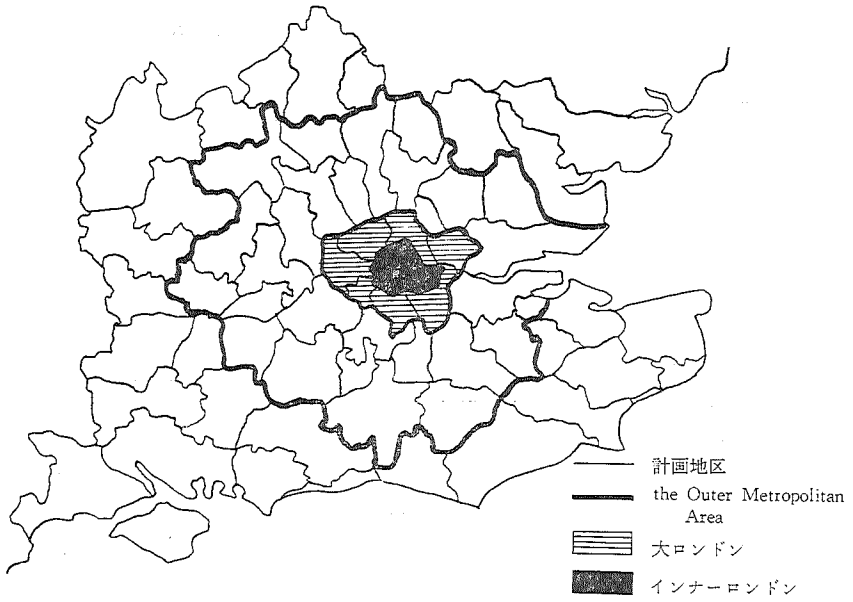 計画地区
the Outer Metropolitan
Area
大ロンドン
インナーロンドン